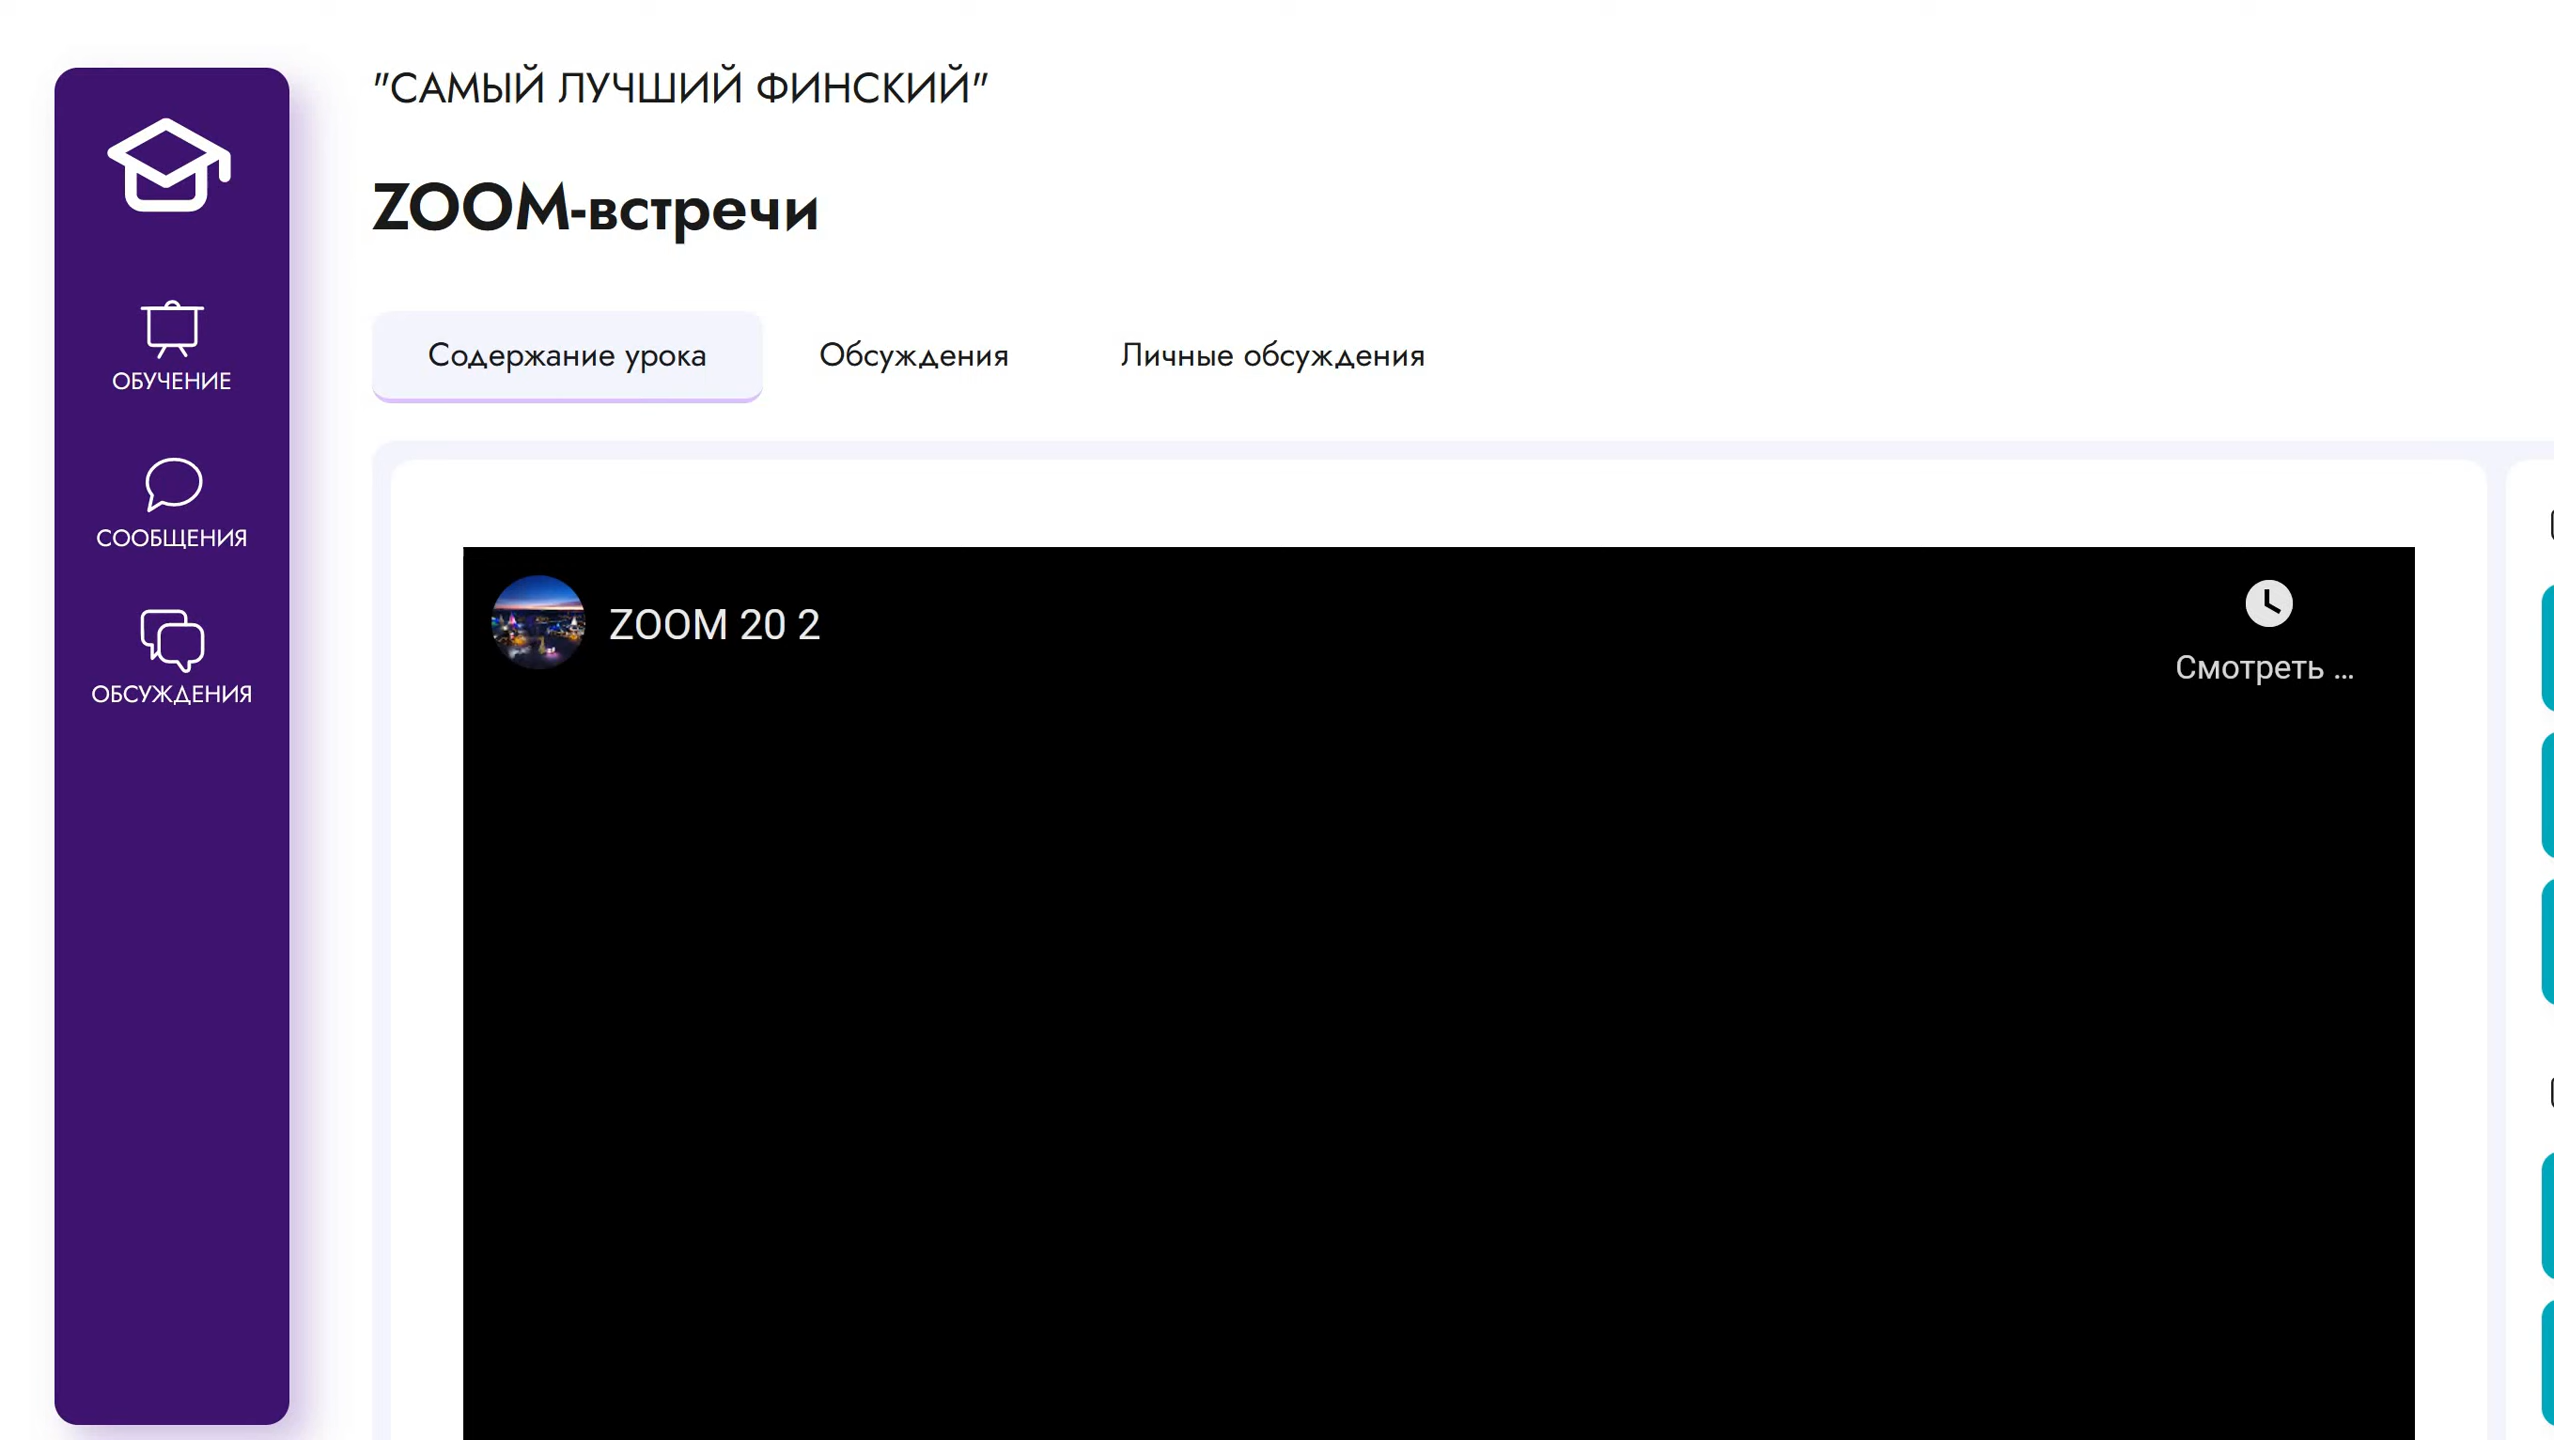 "САМЫЙ ЛУЧШИЙ ФИНСКИЙ"
ZOOM-встречи
Содержание урока
Обсуждения
Личные обсуждения
ОБУЧЕНИЕ
СООБЩЕНИЯ
ОБСУЖДЕНИЯ
ZOOM 20 2
Смотреть ...